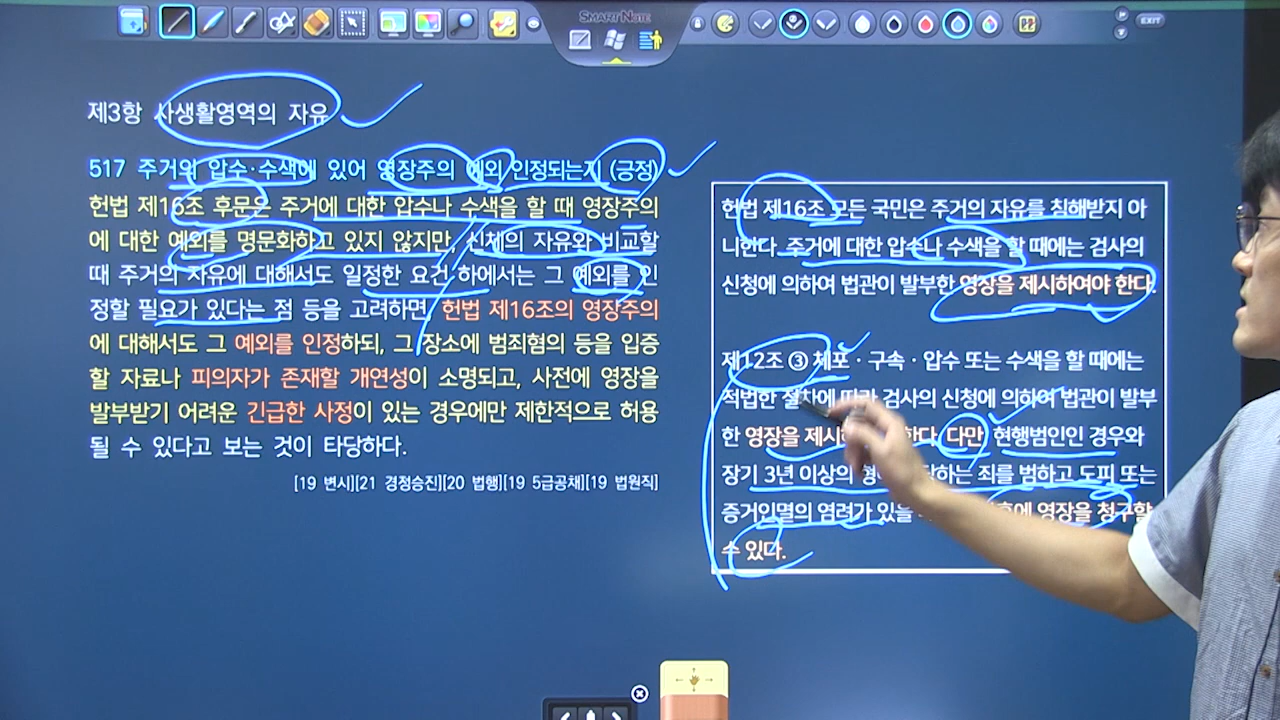 SMART NOTE
EXIT
제3항 사생활영역의 자유
517 주거의 압수·수색에 있어 영장주의 예외 인정되는지 (긍정)
헌법 제16조 후문은 주거에 대한 압수나 수색을 할 때 영장주의
에 대한 예외를 명문화하고 있지 않지만, 신체의 자유와 비교할
때 주거의 자유에 대해서도 일정한 요건 하에서는 그 예외를 인
정할 필요가 있다는 점 등을 고려하면, 헌법 제16조의 영장주의
에 대해서도 그 예외를 인정하되, 그 장소에 범죄혐의 등을 입증
할 자료나 피의자가 존재할 개연성이 소명되고, 사전에 영장을
발부받기 어려운 긴급한 사정이 있는 경우에만 제한적으로 허용
될 수 있다고 보는 것이 타당하다.
[19 변시][21 경정승진][20 법행][19 5급공채][19 법원직]
헌법 제16조 모든 국민은 주거의 자유를 침해받지 아
니한다. 주거에 대한 압수나 수색을 할 때에는 검사의
신청에 의하여 법관이 발부한 영장을 제시하여야 한다.
제12조 ③ 체포·구속·압수 또는 수색을 할 때에는
적법한 절차에 따라 검사의 신청에 의하여 법관이 발부
한 영장을 제시 한다. 다만 현행범인인 경우와
장기 3년 이상의 형 당하는 죄를 범하고 도피 또는
증거인멸의 염려가 있을 후에 영장을 청구할
수 있다.